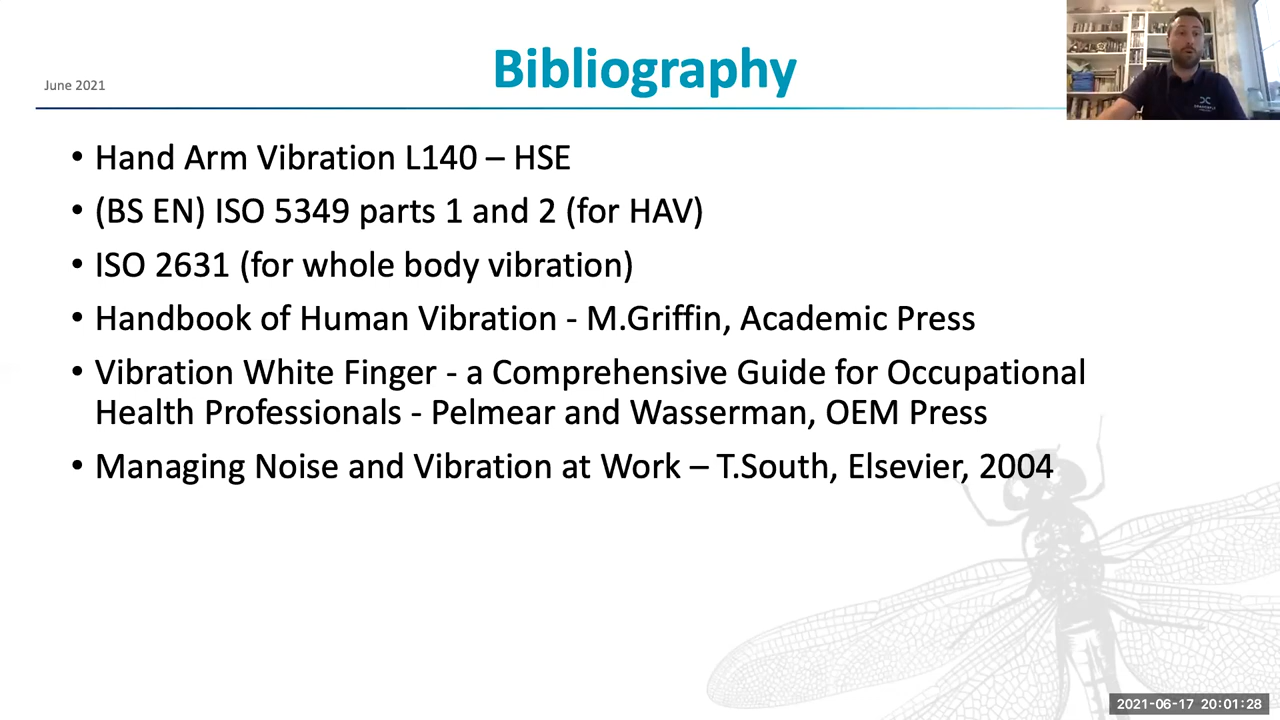 Bibliography
June 2021
• Hand Arm Vibration L140 – HSE
• (BS EN) ISO 5349 parts 1 and 2 (for HAV)
• ISO 2631 (for whole body vibration)
• Handbook of Human Vibration - M.Griffin, Academic Press
• Vibration White Finger - a Comprehensive Guide for Occupational
Health Professionals - Pelmear and Wasserman, OEM Press
• Managing Noise and Vibration at Work – T.South, Elsevier, 2004
2021-06-17 20:01:28